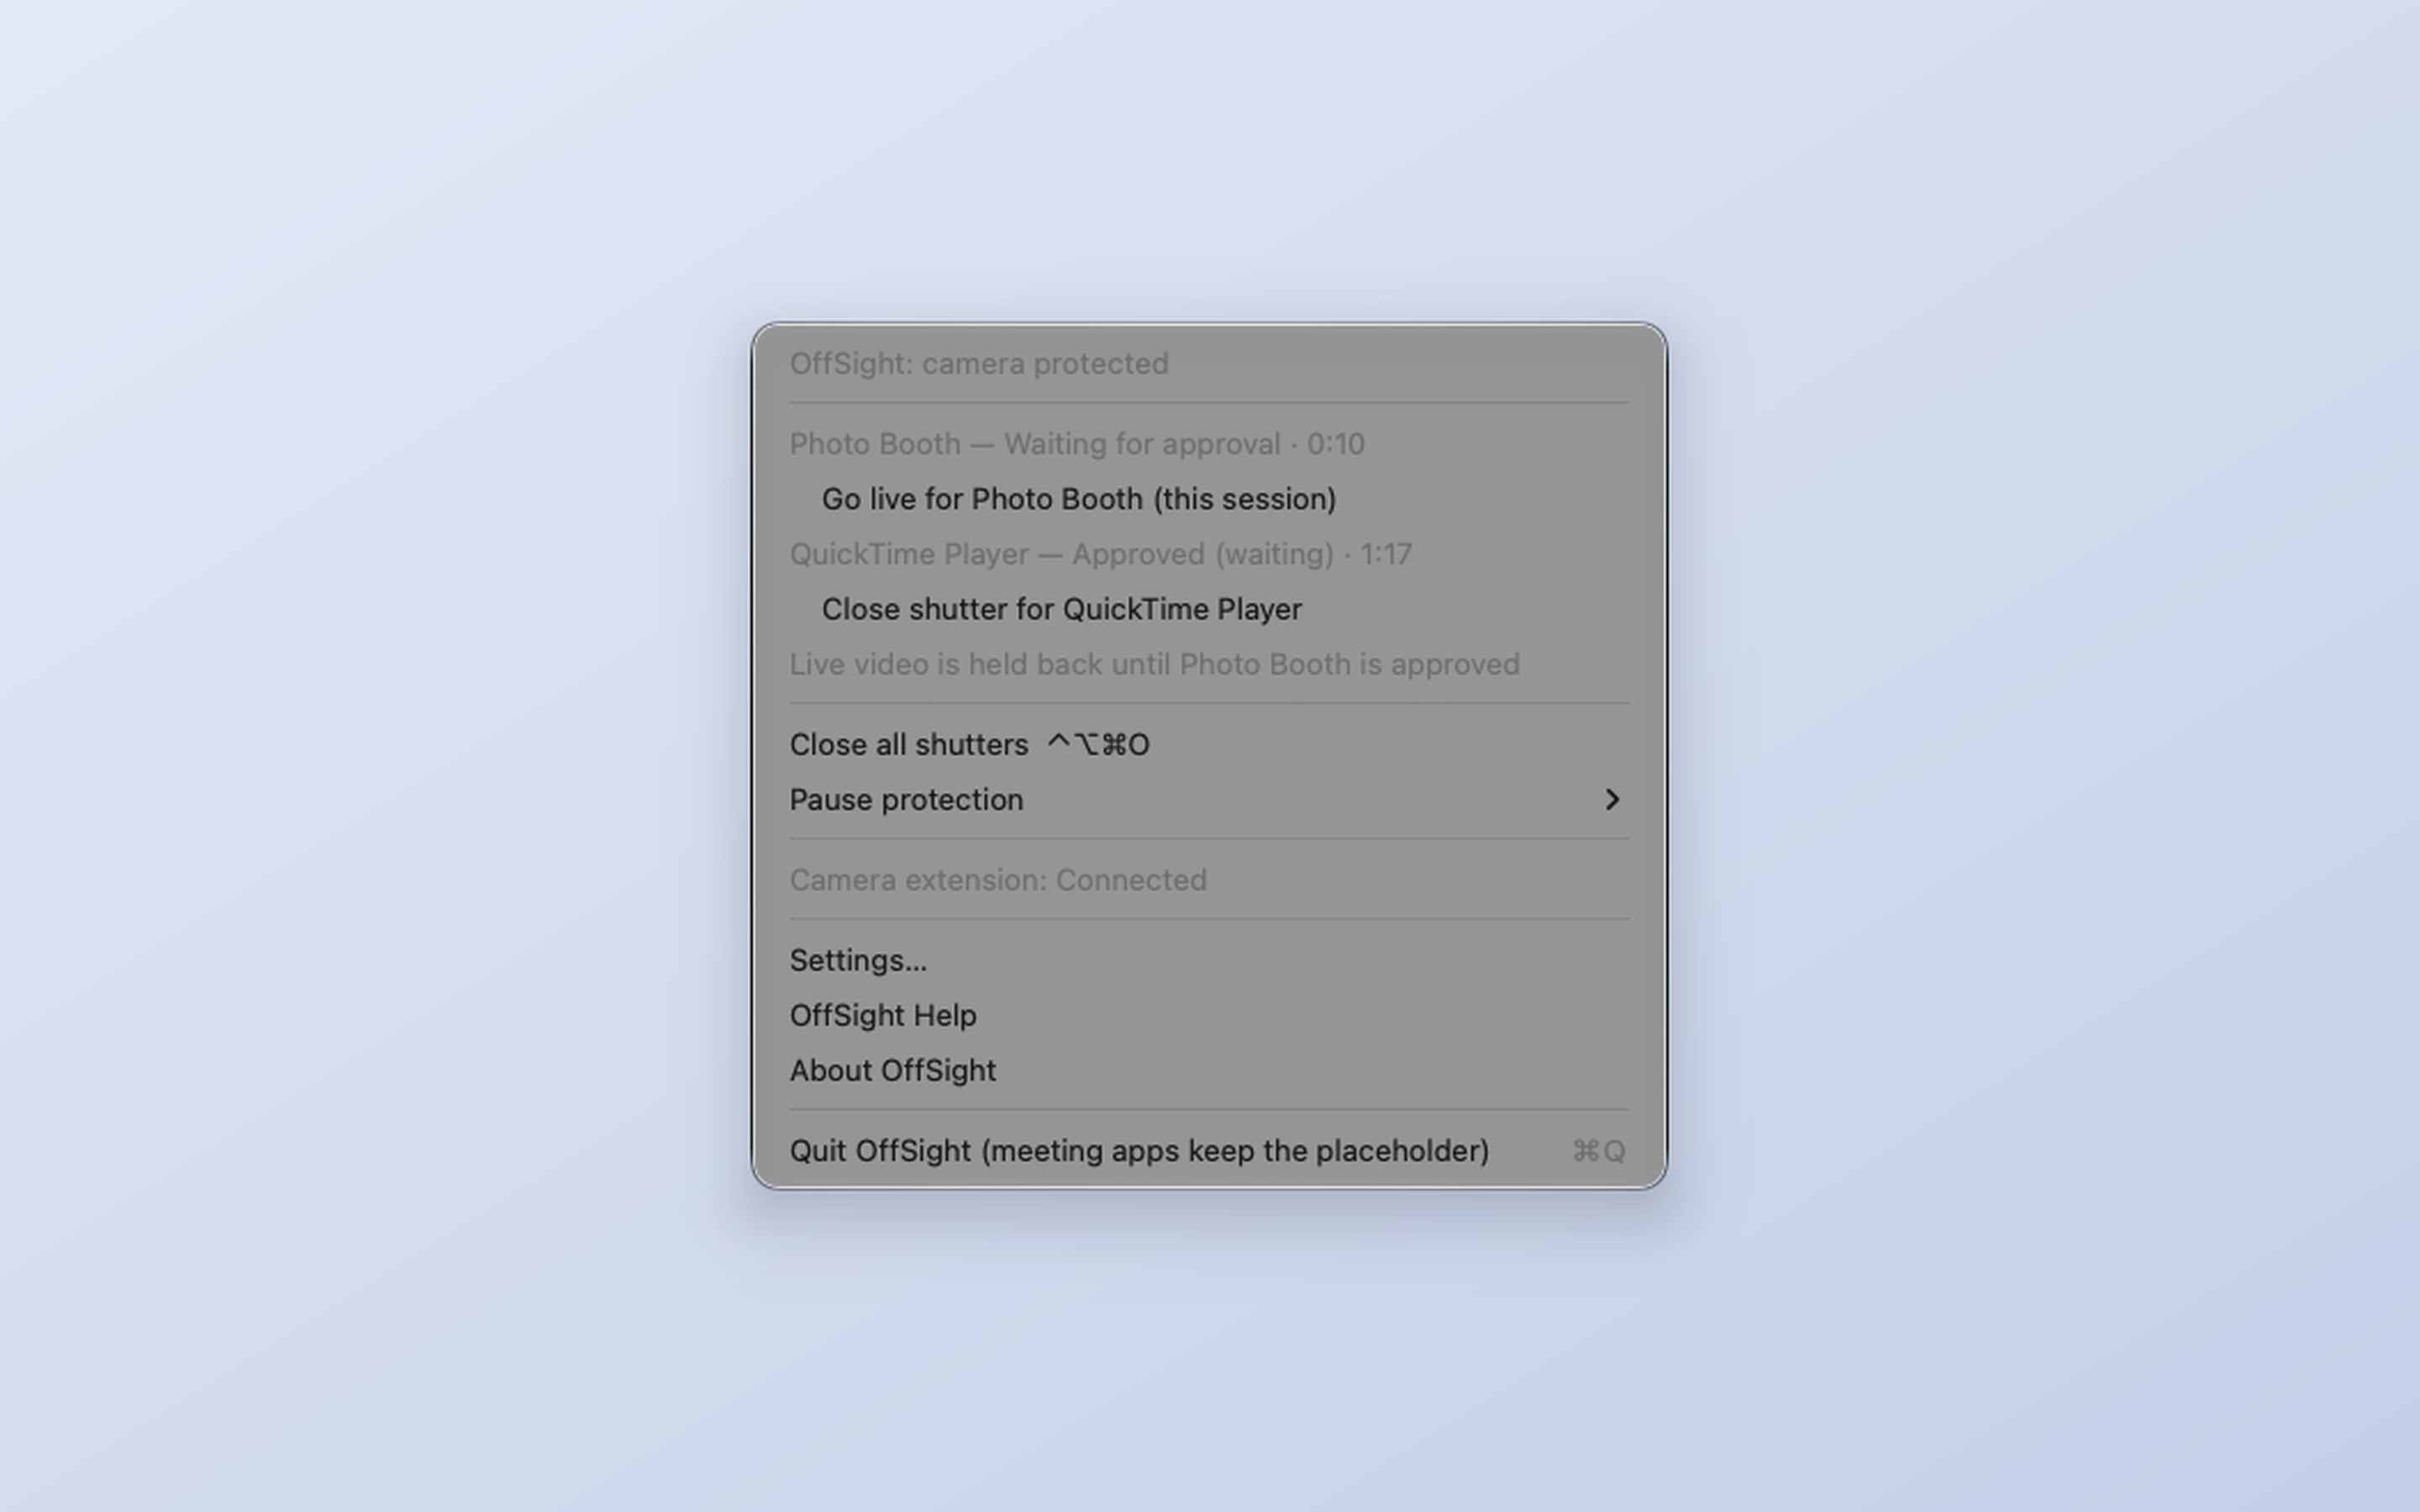 OffSight: camera protected
Photo Booth — Waiting for approval · 0:10
Go live for Photo Booth (this session)
QuickTime Player — Approved (waiting) · 1:17
Close shutter for QuickTime Player
Live video is held back until Photo Booth is approved
Close all shutters ^⌥⌘O
Pause protection
Camera extension: Connected
Settings...
OffSight Help
About OffSight
Quit OffSight (meeting apps keep the placeholder) ⌘Q